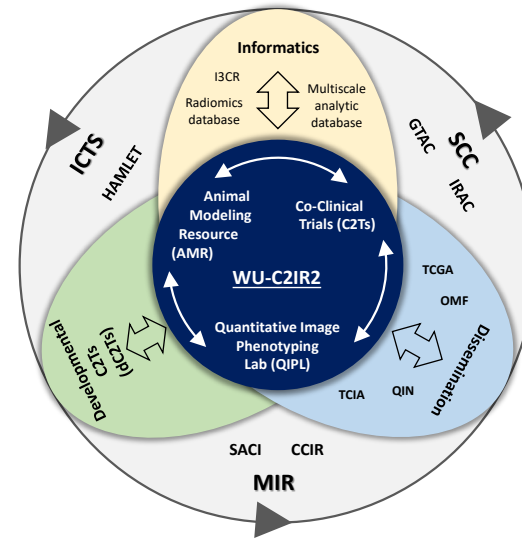 Informatics
I3CR
Radiomics
database
Multiscale
analytic
database
ICTS
HAMLET
SCC
GTAC
IRAC
Animal
Modeling
Resource
(AMR)
Co-Clinical
Trials (C2Ts)
WU-C2IR2
Quantitative Image
Phenotyping
Lab (QIPL)
Developmental
C2Ts
(dC2Ts)
TCGA
OMF
Dissemination
TCIA
QIN
SACI
CCIR
MIR